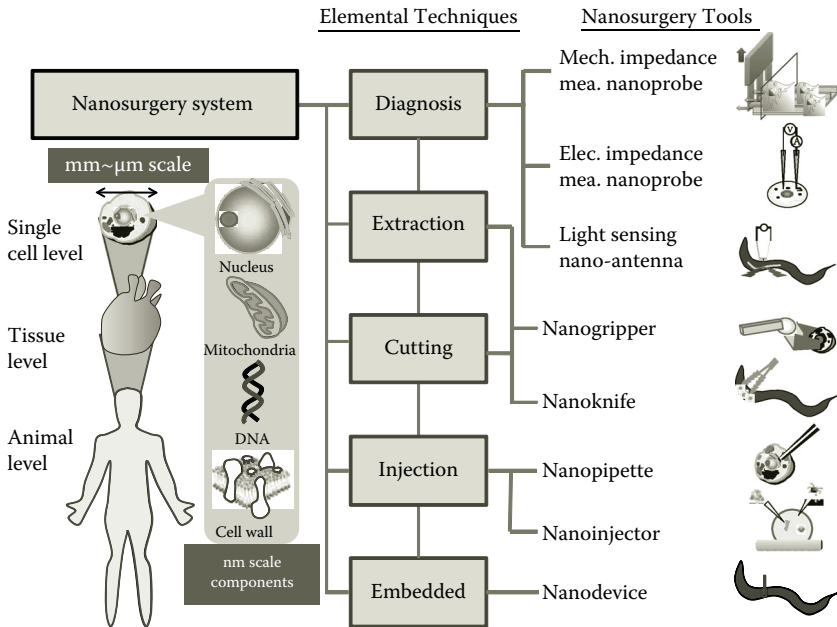 Elemental Techniques
Nanosurgery Tools
Nanosurgery system
mm~µm scale
Single
cell level
Tissue
level
Animal
level
Nucleus
Mitochondria
DNA
Cell wall
nm scale
components
Diagnosis
Extraction
Cutting
Injection
Embedded
Mech. impedance
mea. nanoprobe
Elec. impedance
mea. nanoprobe
Light sensing
nano-antenna
Nanogripper
Nanoknife
Nanopipette
Nanoinjector
Nanodevice
V
A